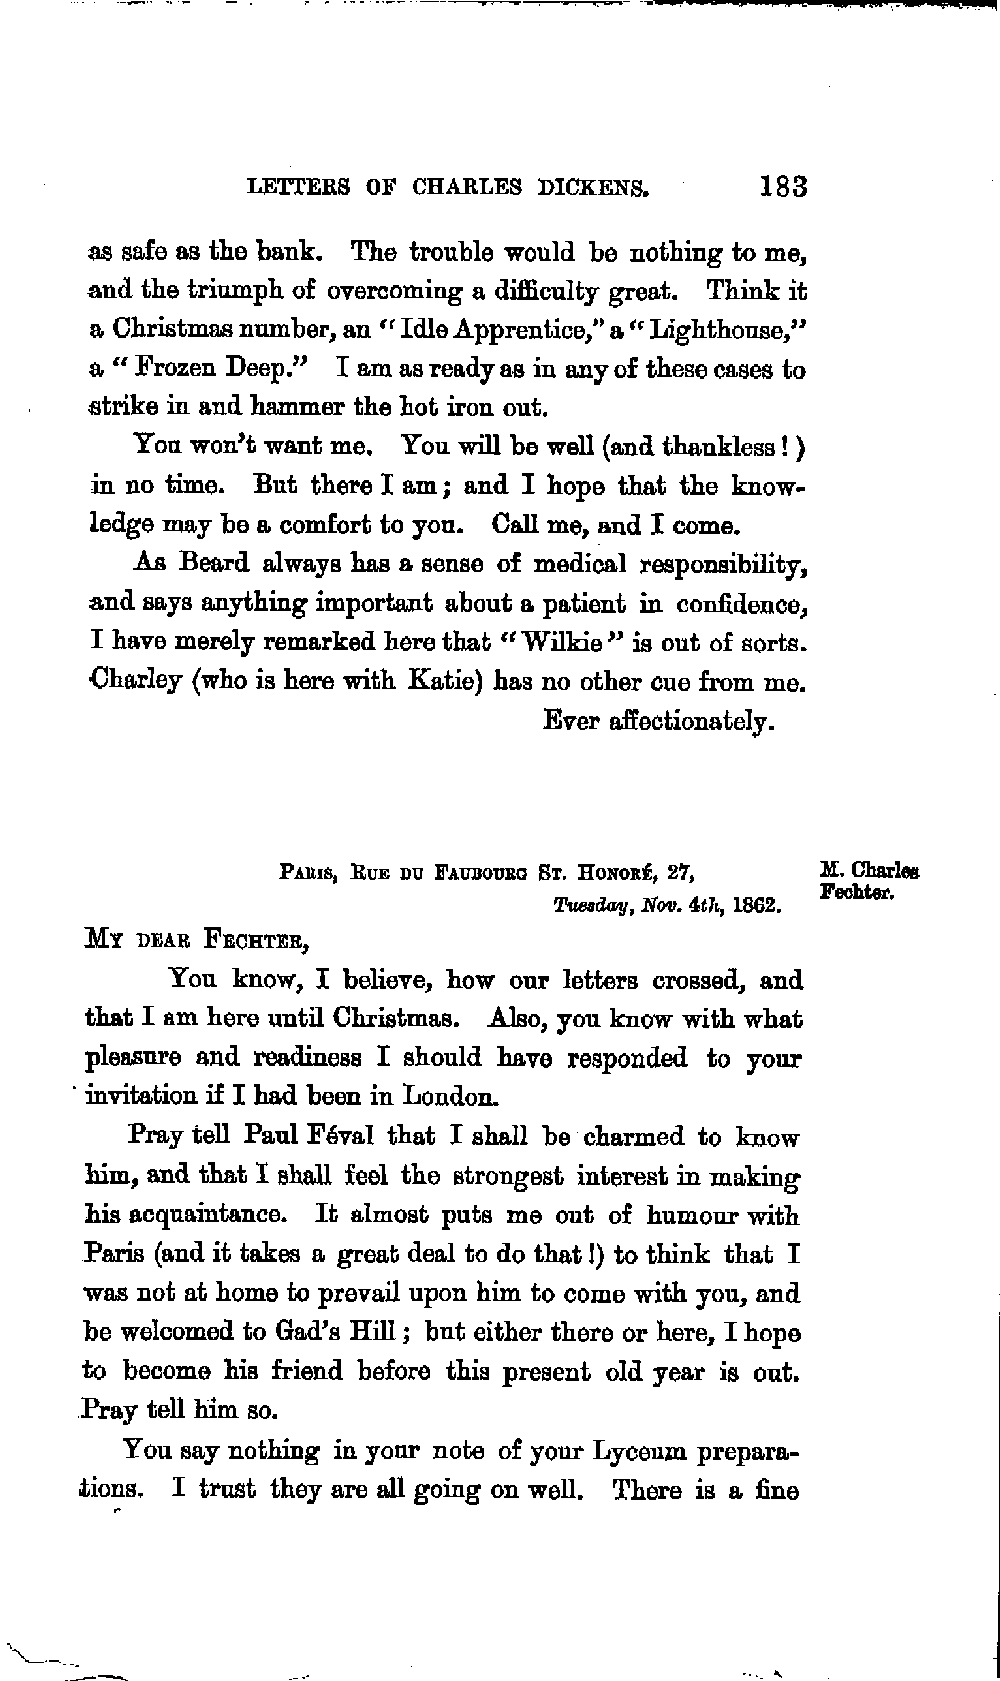 LETTERS OF CHARLES DICKENS. 183
as safe as the bank. The trouble would be nothing to me,
and the triumph of overcoming a difficulty great. Think it
a Christmas number, an “Idle Apprentice,” a “Lighthouse,”
a “Frozen Deep.” I am as ready as in any of these cases to
strike in and hammer the hot iron out.
You won’t want me. You will be well (and thankless!)
in no time. But there I am; and I hope that the know-
ledge may be a comfort to you. Call me, and I come.
As Beard always has a sense of medical responsibility,
and says anything important about a patient in confidence,
I have merely remarked here that “Wilkie” is out of sorts.
Charley (who is here with Katie) has no other cue from me.
Ever affectionately.
PARIS, RUE DU FAUBOURG ST. HONORÉ, 27,
Tuesday, Nov. 4th, 1862.
M. Charles
Fechter.
MY DEAR FECHTER,
You know, I believe, how our letters crossed, and
that I am here until Christmas. Also, you know with what
pleasure and readiness I should have responded to your
invitation if I had been in London.
Pray tell Paul Féval that I shall be charmed to know
him, and that I shall feel the strongest interest in making
his acquaintance. It almost puts me out of humour with
Paris (and it takes a great deal to do that!) to think that I
was not at home to prevail upon him to come with you, and
be welcomed to Gad’s Hill; but either there or here, I hope
to become his friend before this present old year is out.
Pray tell him so.
You say nothing in your note of your Lyceum prepara-
tions. I trust they are all going on well. There is a fine